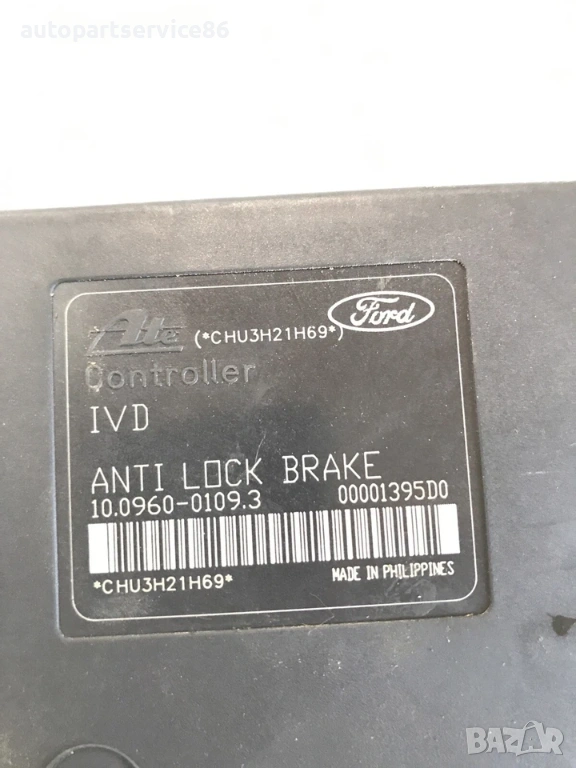 autopartservice86
Ate (*CHU3H21H69*) Ford
Controller
IVD
ANTI LOCK BRAKE
10.0960-0109.3 00001395D0
*CHU3H21H69* MADE IN PHILIPPINES
BAZAR